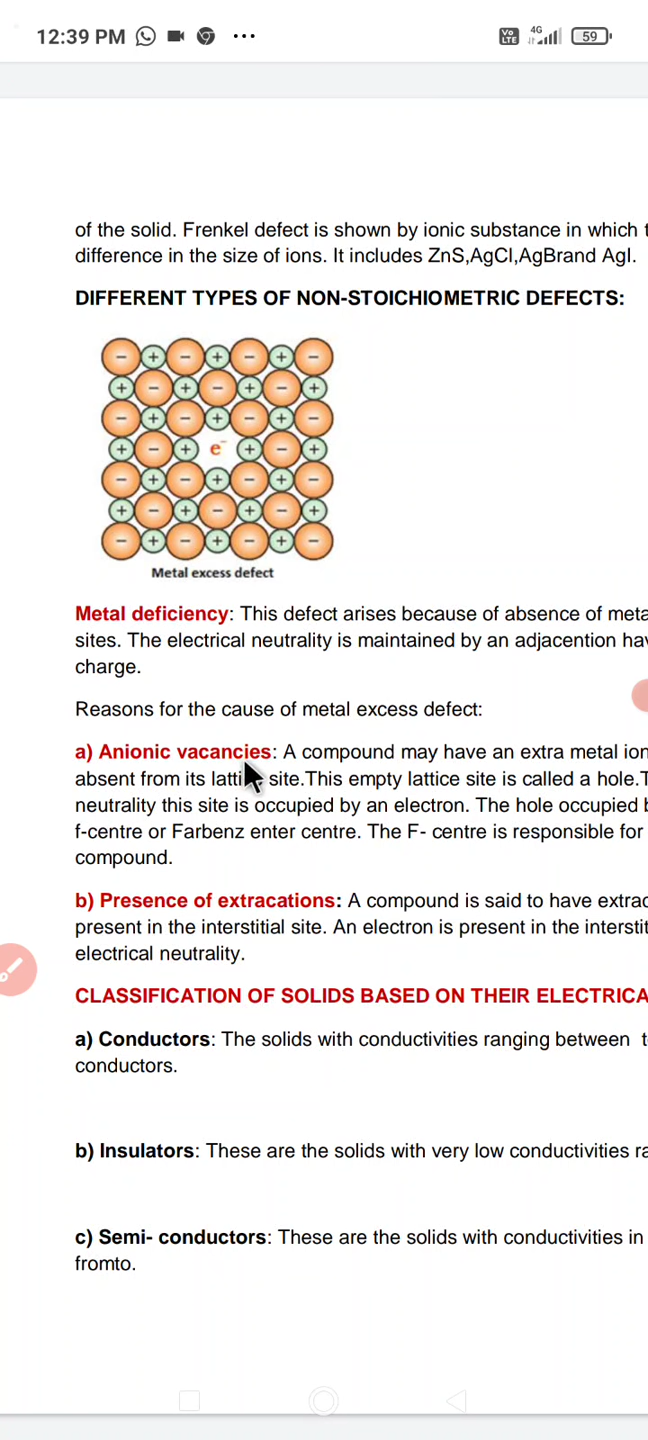 12:39 PM
Vo LTE 4G 59
of the solid. Frenkel defect is shown by ionic substance in which t
difference in the size of ions. It includes ZnS,AgCl,AgBrand AgI.
DIFFERENT TYPES OF NON-STOICHIOMETRIC DEFECTS:
− + − + − + −
+ − + − + − +
− + − + − + −
+ − + e⁻ + − +
− + − + − + −
+ − + − + − +
− + − + − + −
Metal excess defect
Metal deficiency: This defect arises because of absence of meta
sites. The electrical neutrality is maintained by an adjacention hav
charge.
Reasons for the cause of metal excess defect:
a) Anionic vacancies: A compound may have an extra metal ion
absent from its latti site.This empty lattice site is called a hole.T
neutrality this site is occupied by an electron. The hole occupied b
f-centre or Farbenz enter centre. The F- centre is responsible for
compound.
b) Presence of extracations: A compound is said to have extrac
present in the interstitial site. An electron is present in the interstit
electrical neutrality.
CLASSIFICATION OF SOLIDS BASED ON THEIR ELECTRICA
a) Conductors: The solids with conductivities ranging between t
conductors.
b) Insulators: These are the solids with very low conductivities ra
c) Semi- conductors: These are the solids with conductivities in
fromto.